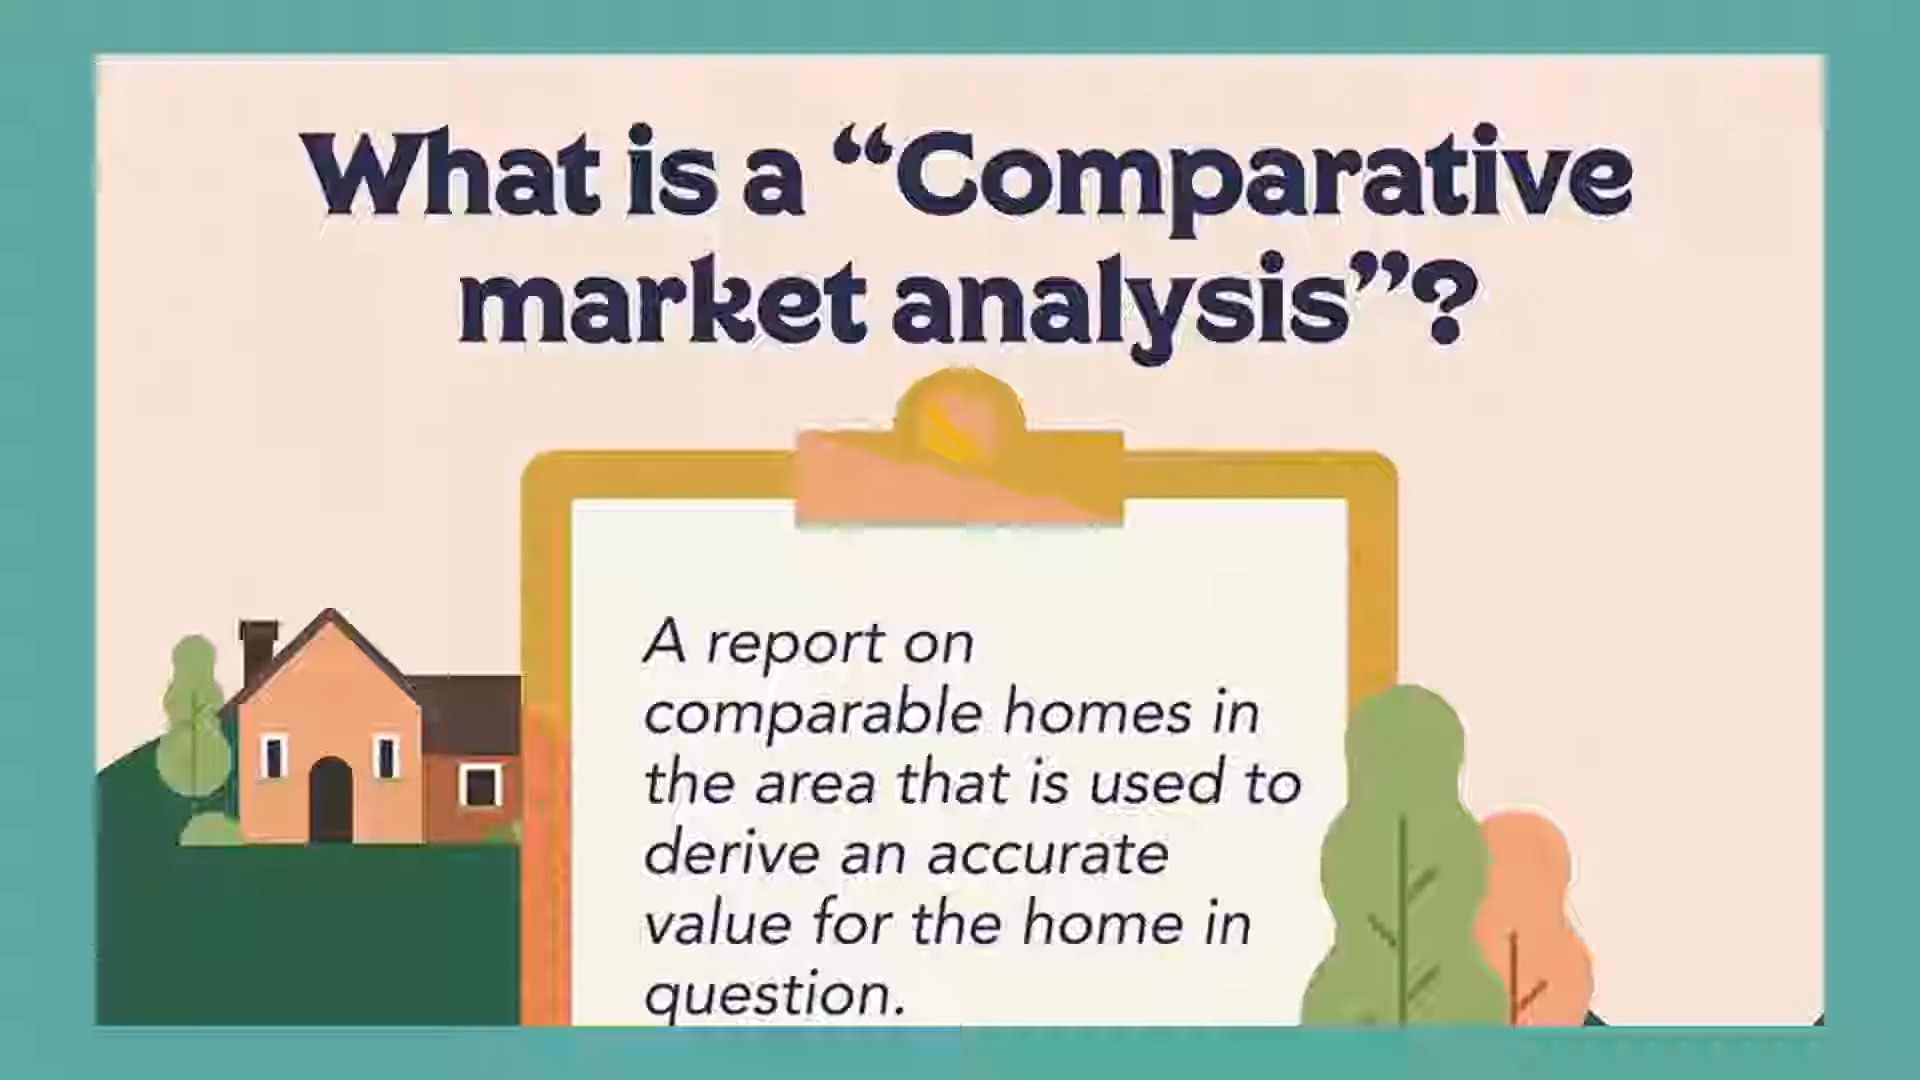 What is a “Comparative
market analysis”?
A report on
comparable homes in
the area that is used to
derive an accurate
value for the home in
question.